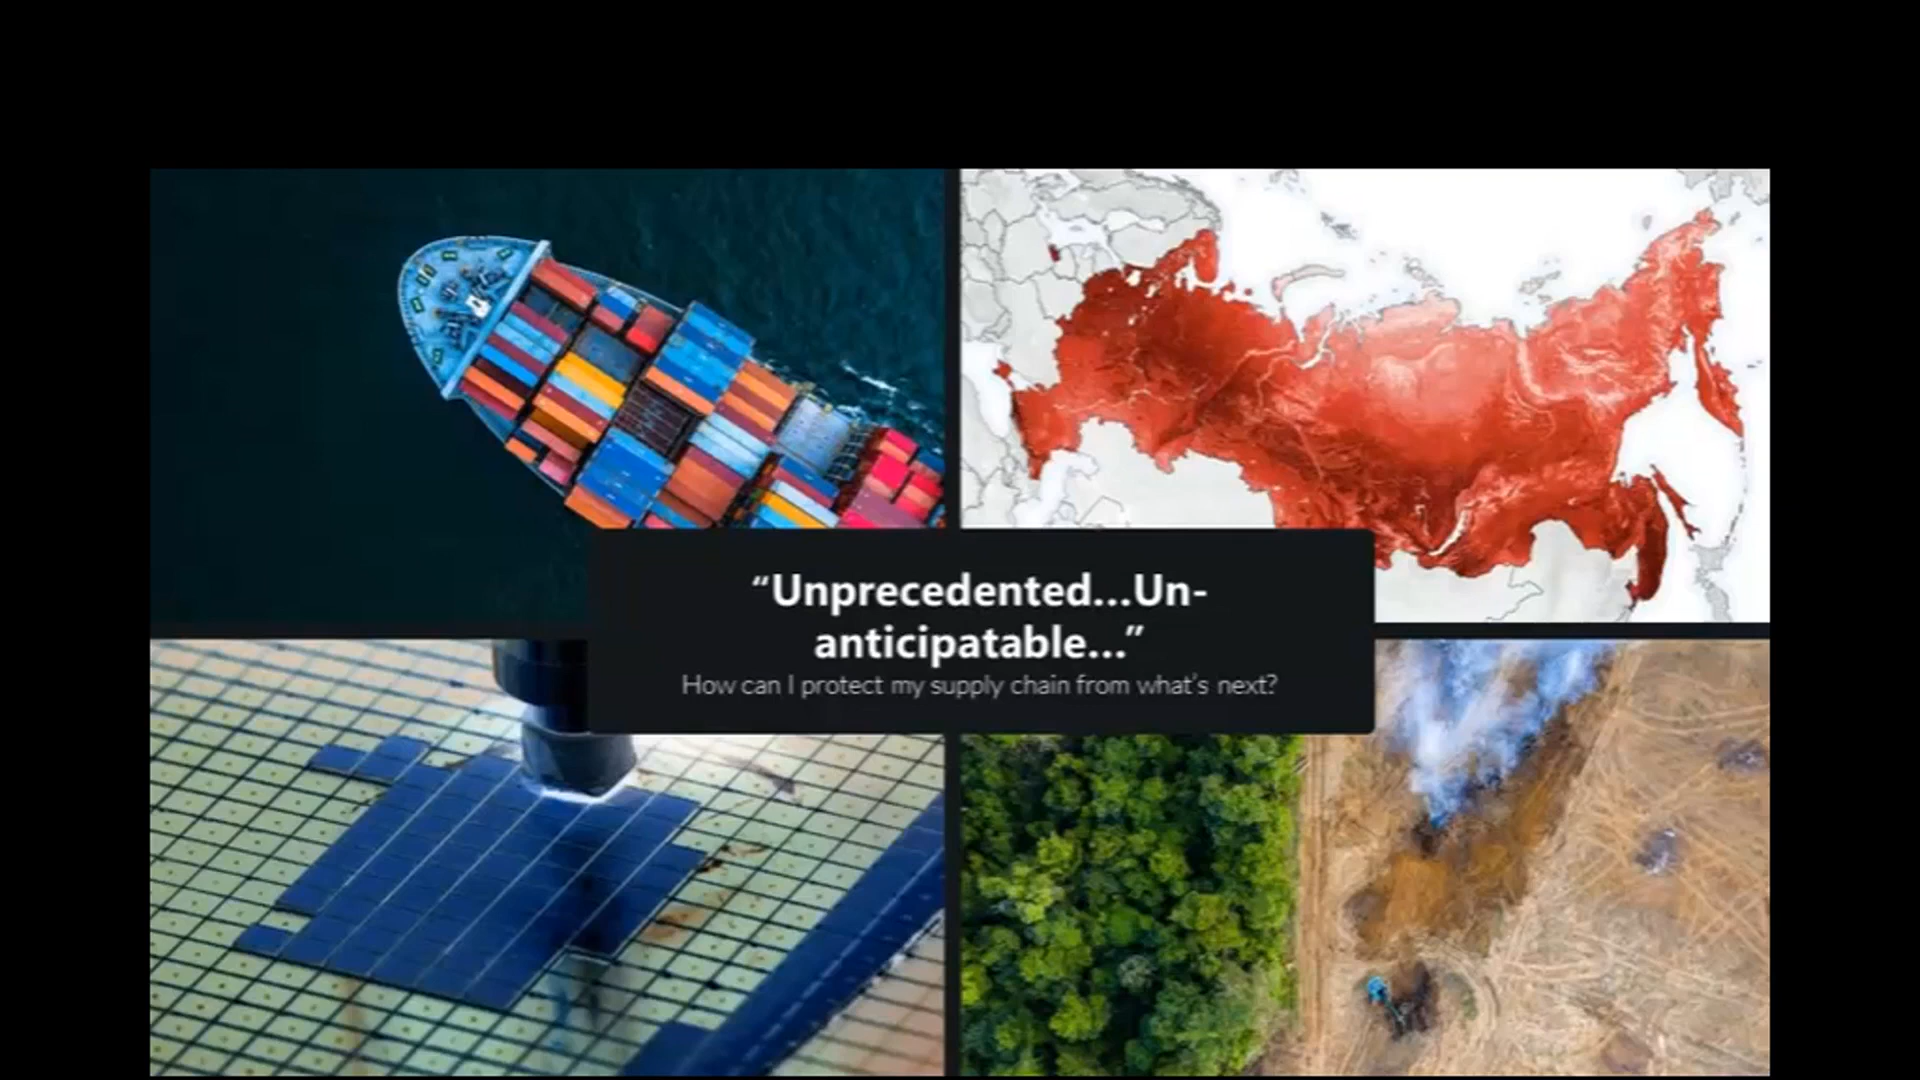 “Unprecedented...Un-
anticipatable...”
How can I protect my supply chain from what's next?